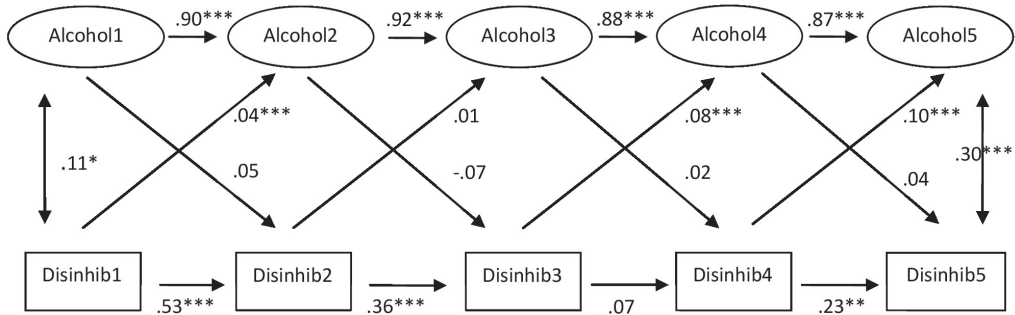 .90*** .92*** .88*** .87***
Alcohol1 Alcohol2 Alcohol3 Alcohol4 Alcohol5
.04*** .01 .08*** .10***
.11* .05 -.07 .02 .04 .30***
Disinhib1 Disinhib2 Disinhib3 Disinhib4 Disinhib5
.53*** .36*** .07 .23**